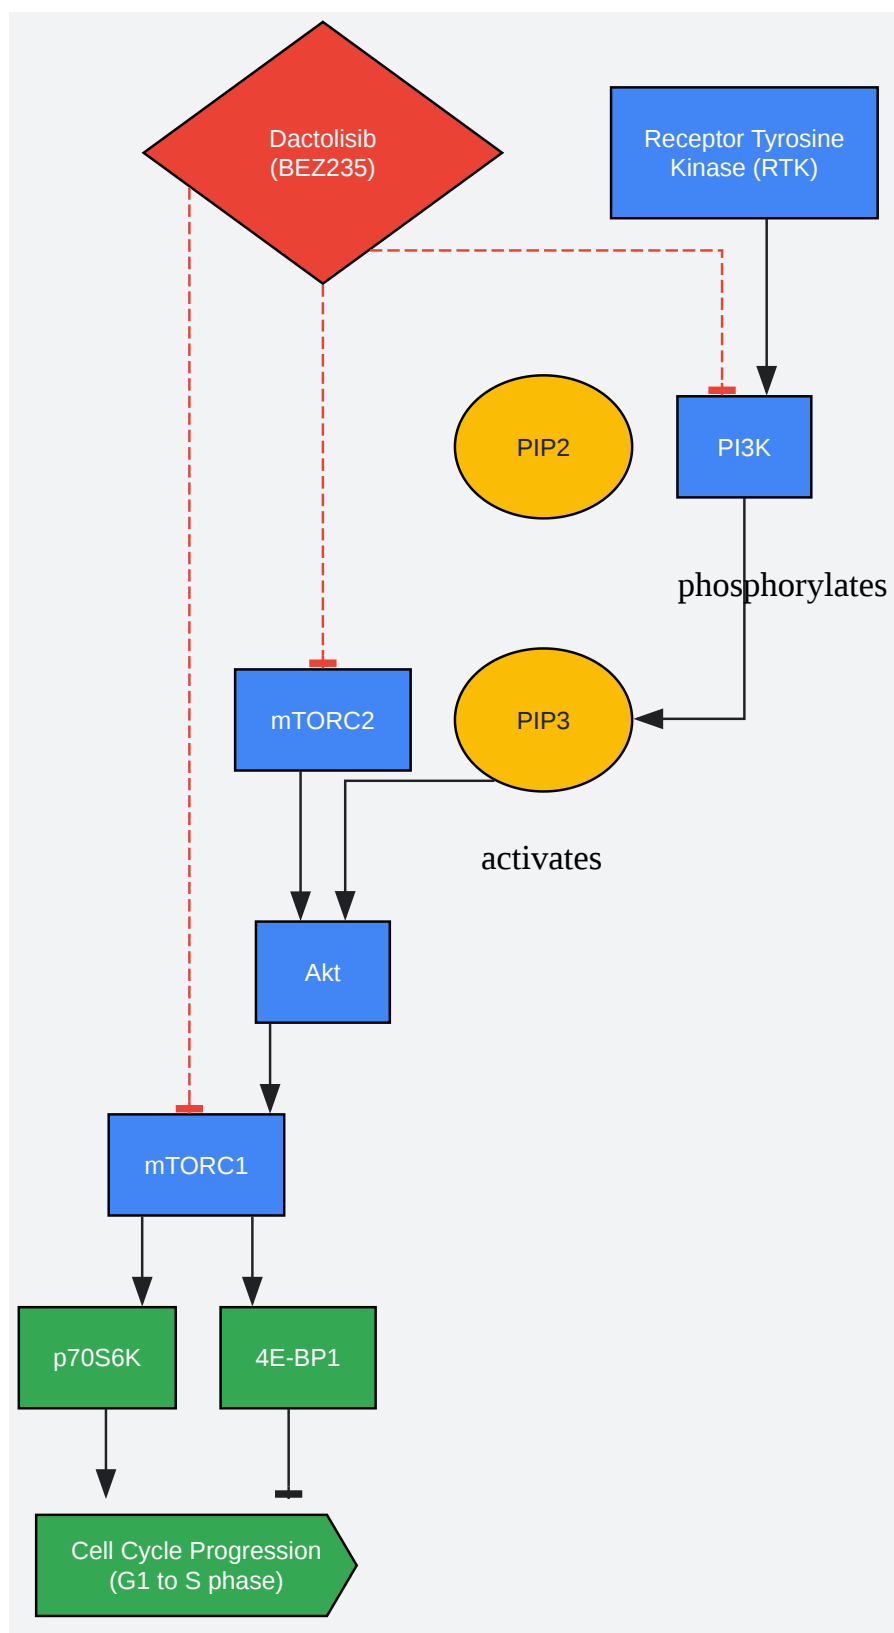 Dactolisib
(BEZ235)
Receptor Tyrosine
Kinase (RTK)
PIP2
PI3K
phosphorylates
mTORC2
PIP3
activates
Akt
mTORC1
p70S6K
4E-BP1
Cell Cycle Progression
(G1 to S phase)